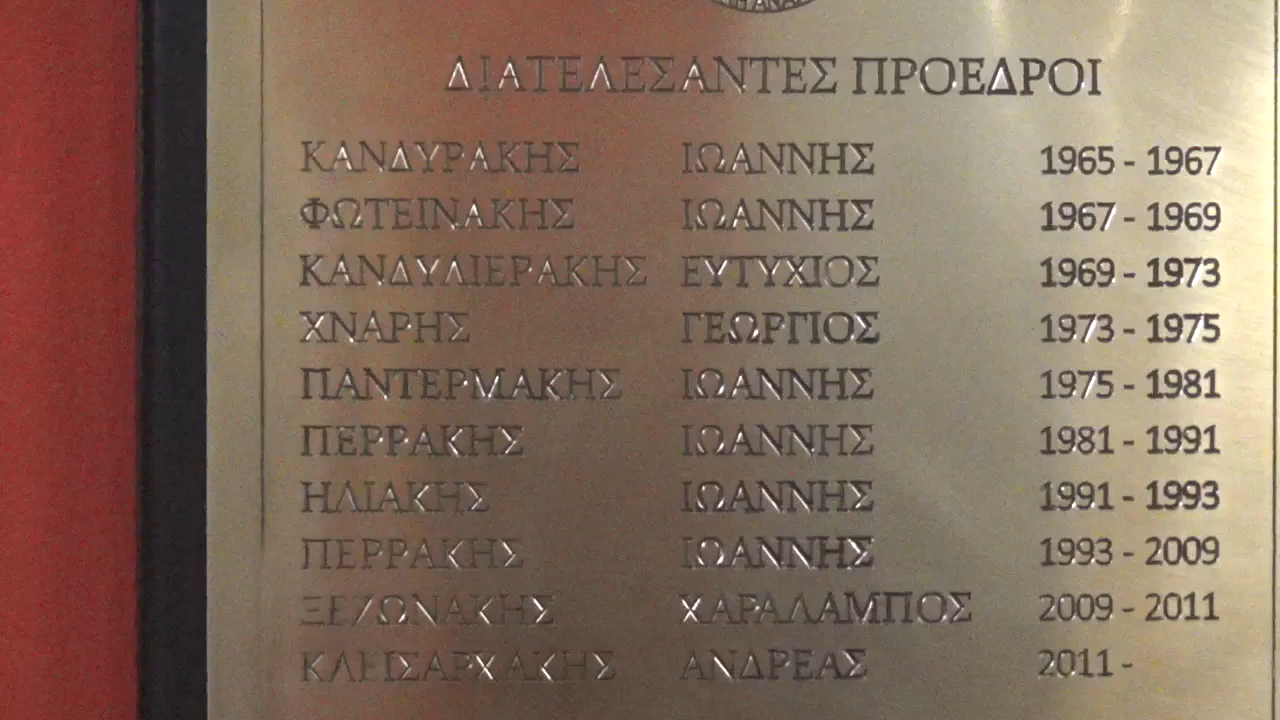 ΔΙΑΤΕΛΕΣΑΝΤΕΣ ΠΡΟΕΔΡΟΙ
ΚΑΝΔΥΡΑΚΗΣ ΙΩΑΝΝΗΣ 1965 - 1967
ΦΩΤΕΙΝΑΚΗΣ ΙΩΑΝΝΗΣ 1967 - 1969
ΚΑΝΔΥΛΙΕΡΑΚΗΣ ΕΥΤΥΧΙΟΣ 1969 - 1973
ΧΝΑΡΗΣ ΓΕΩΡΓΙΟΣ 1973 - 1975
ΠΑΝΤΕΡΜΑΚΗΣ ΙΩΑΝΝΗΣ 1975 - 1981
ΠΕΡΡΑΚΗΣ ΙΩΑΝΝΗΣ 1981 - 1991
ΗΛΙΑΚΗΣ ΙΩΑΝΝΗΣ 1991 - 1993
ΠΕΡΡΑΚΗΣ ΙΩΑΝΝΗΣ 1993 - 2009
ΞΕΖΩΝΑΚΗΣ ΧΑΡΑΛΑΜΠΟΣ 2009 - 2011
ΚΛΕΙΣΑΡΧΑΚΗΣ ΑΝΔΡΕΑΣ 2011 -